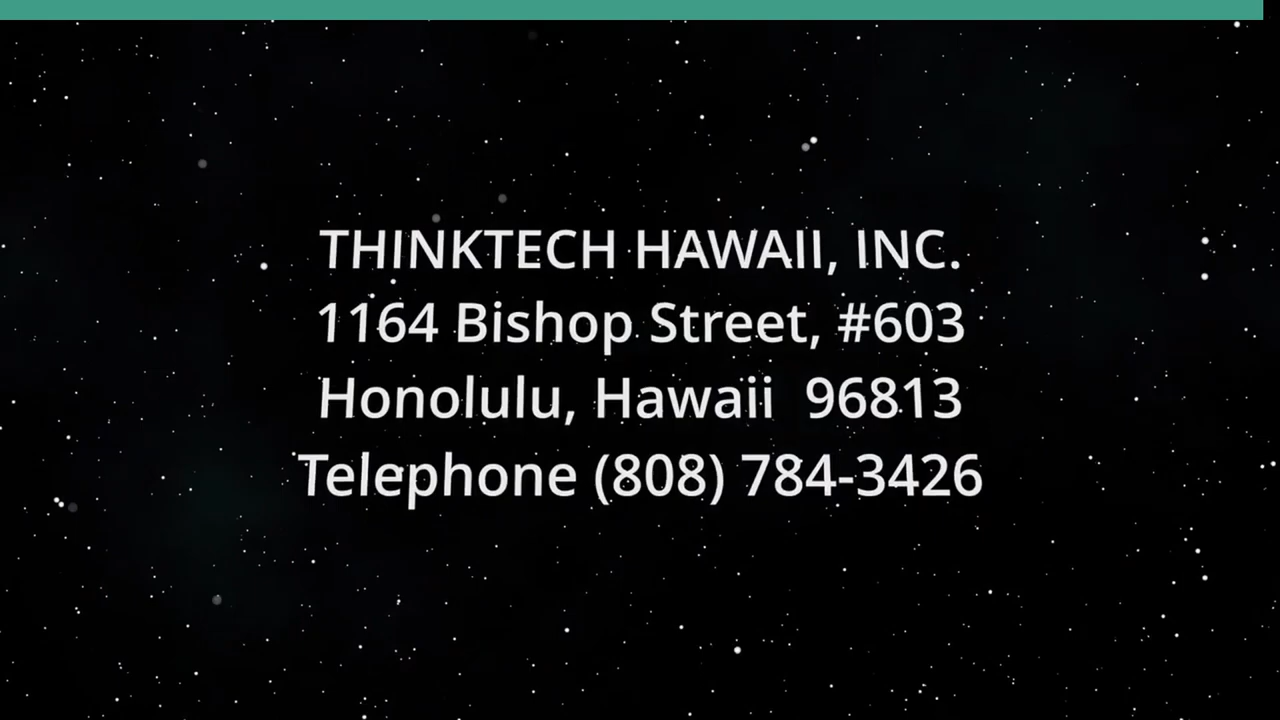 THINKTECH HAWAII, INC.
1164 Bishop Street, #603
Honolulu, Hawaii  96813
Telephone (808) 784-3426